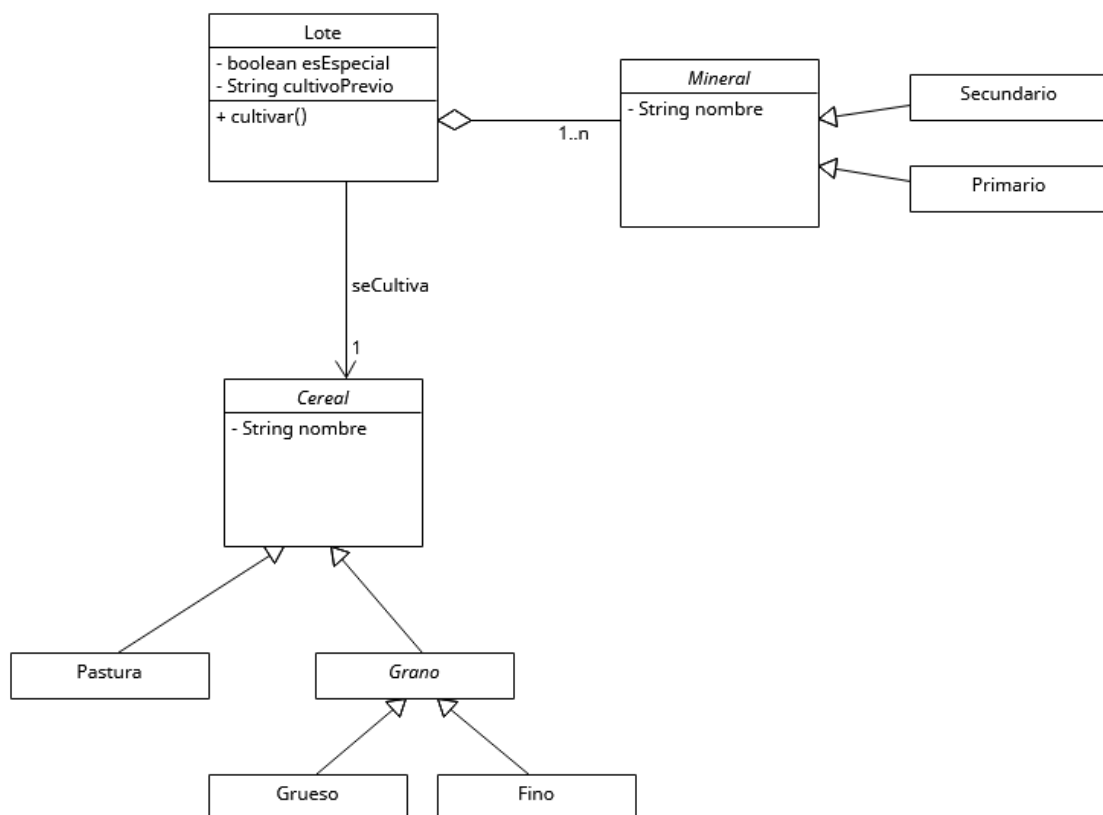 Lote
- boolean esEspecial
- String cultivoPrevio
+ cultivar()
Mineral
- String nombre
1..n
Secundario
Primario
seCultiva
1
Cereal
- String nombre
Pastura
Grano
Grueso
Fino